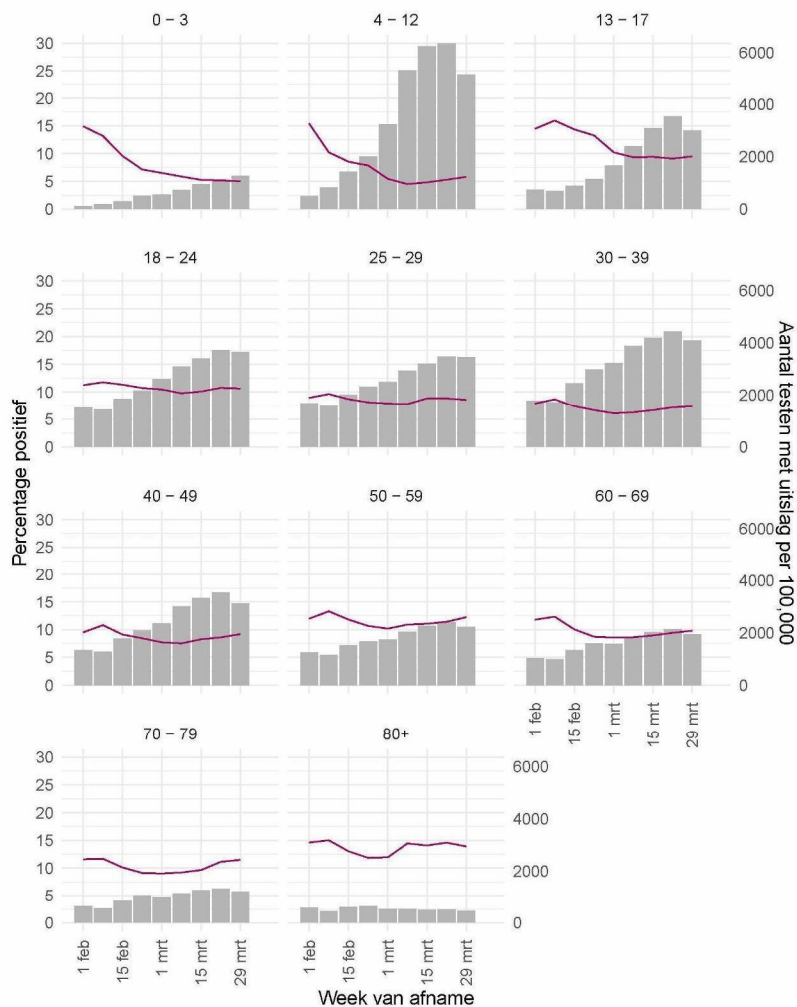 0 – 3
4 – 12
13 – 17
30
25
20
15
10
5
0
6000
4000
2000
0
18 – 24
25 – 29
30 – 39
30
25
20
15
10
5
0
6000
4000
2000
0
Percentage positief
Aantal testen met uitslag per 100,000
40 – 49
50 – 59
60 – 69
30
25
20
15
10
5
0
6000
4000
2000
0
1 feb
15 feb
1 mrt
15 mrt
29 mrt
70 – 79
80+
30
25
20
15
10
5
0
6000
4000
2000
0
1 feb
15 feb
1 mrt
15 mrt
29 mrt
1 feb
15 feb
1 mrt
15 mrt
29 mrt
Week van afname